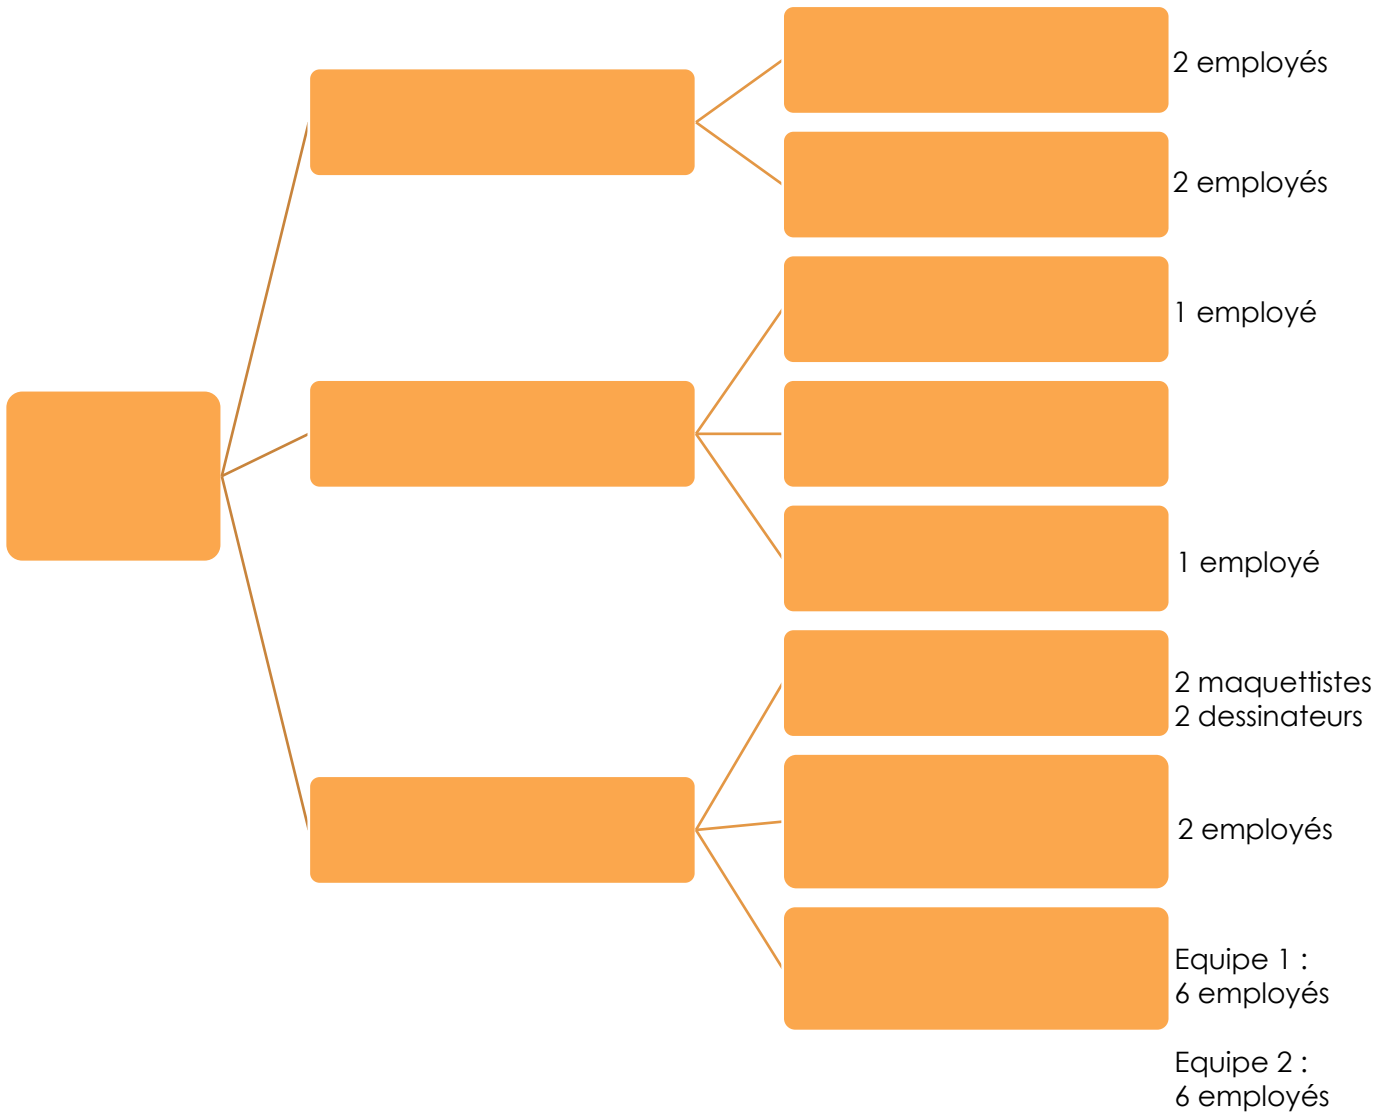 2 employés
2 employés
1 employé
1 employé
2 maquettistes
2 dessinateurs
2 employés
Equipe 1 :
6 employés
Equipe 2 :
6 employés